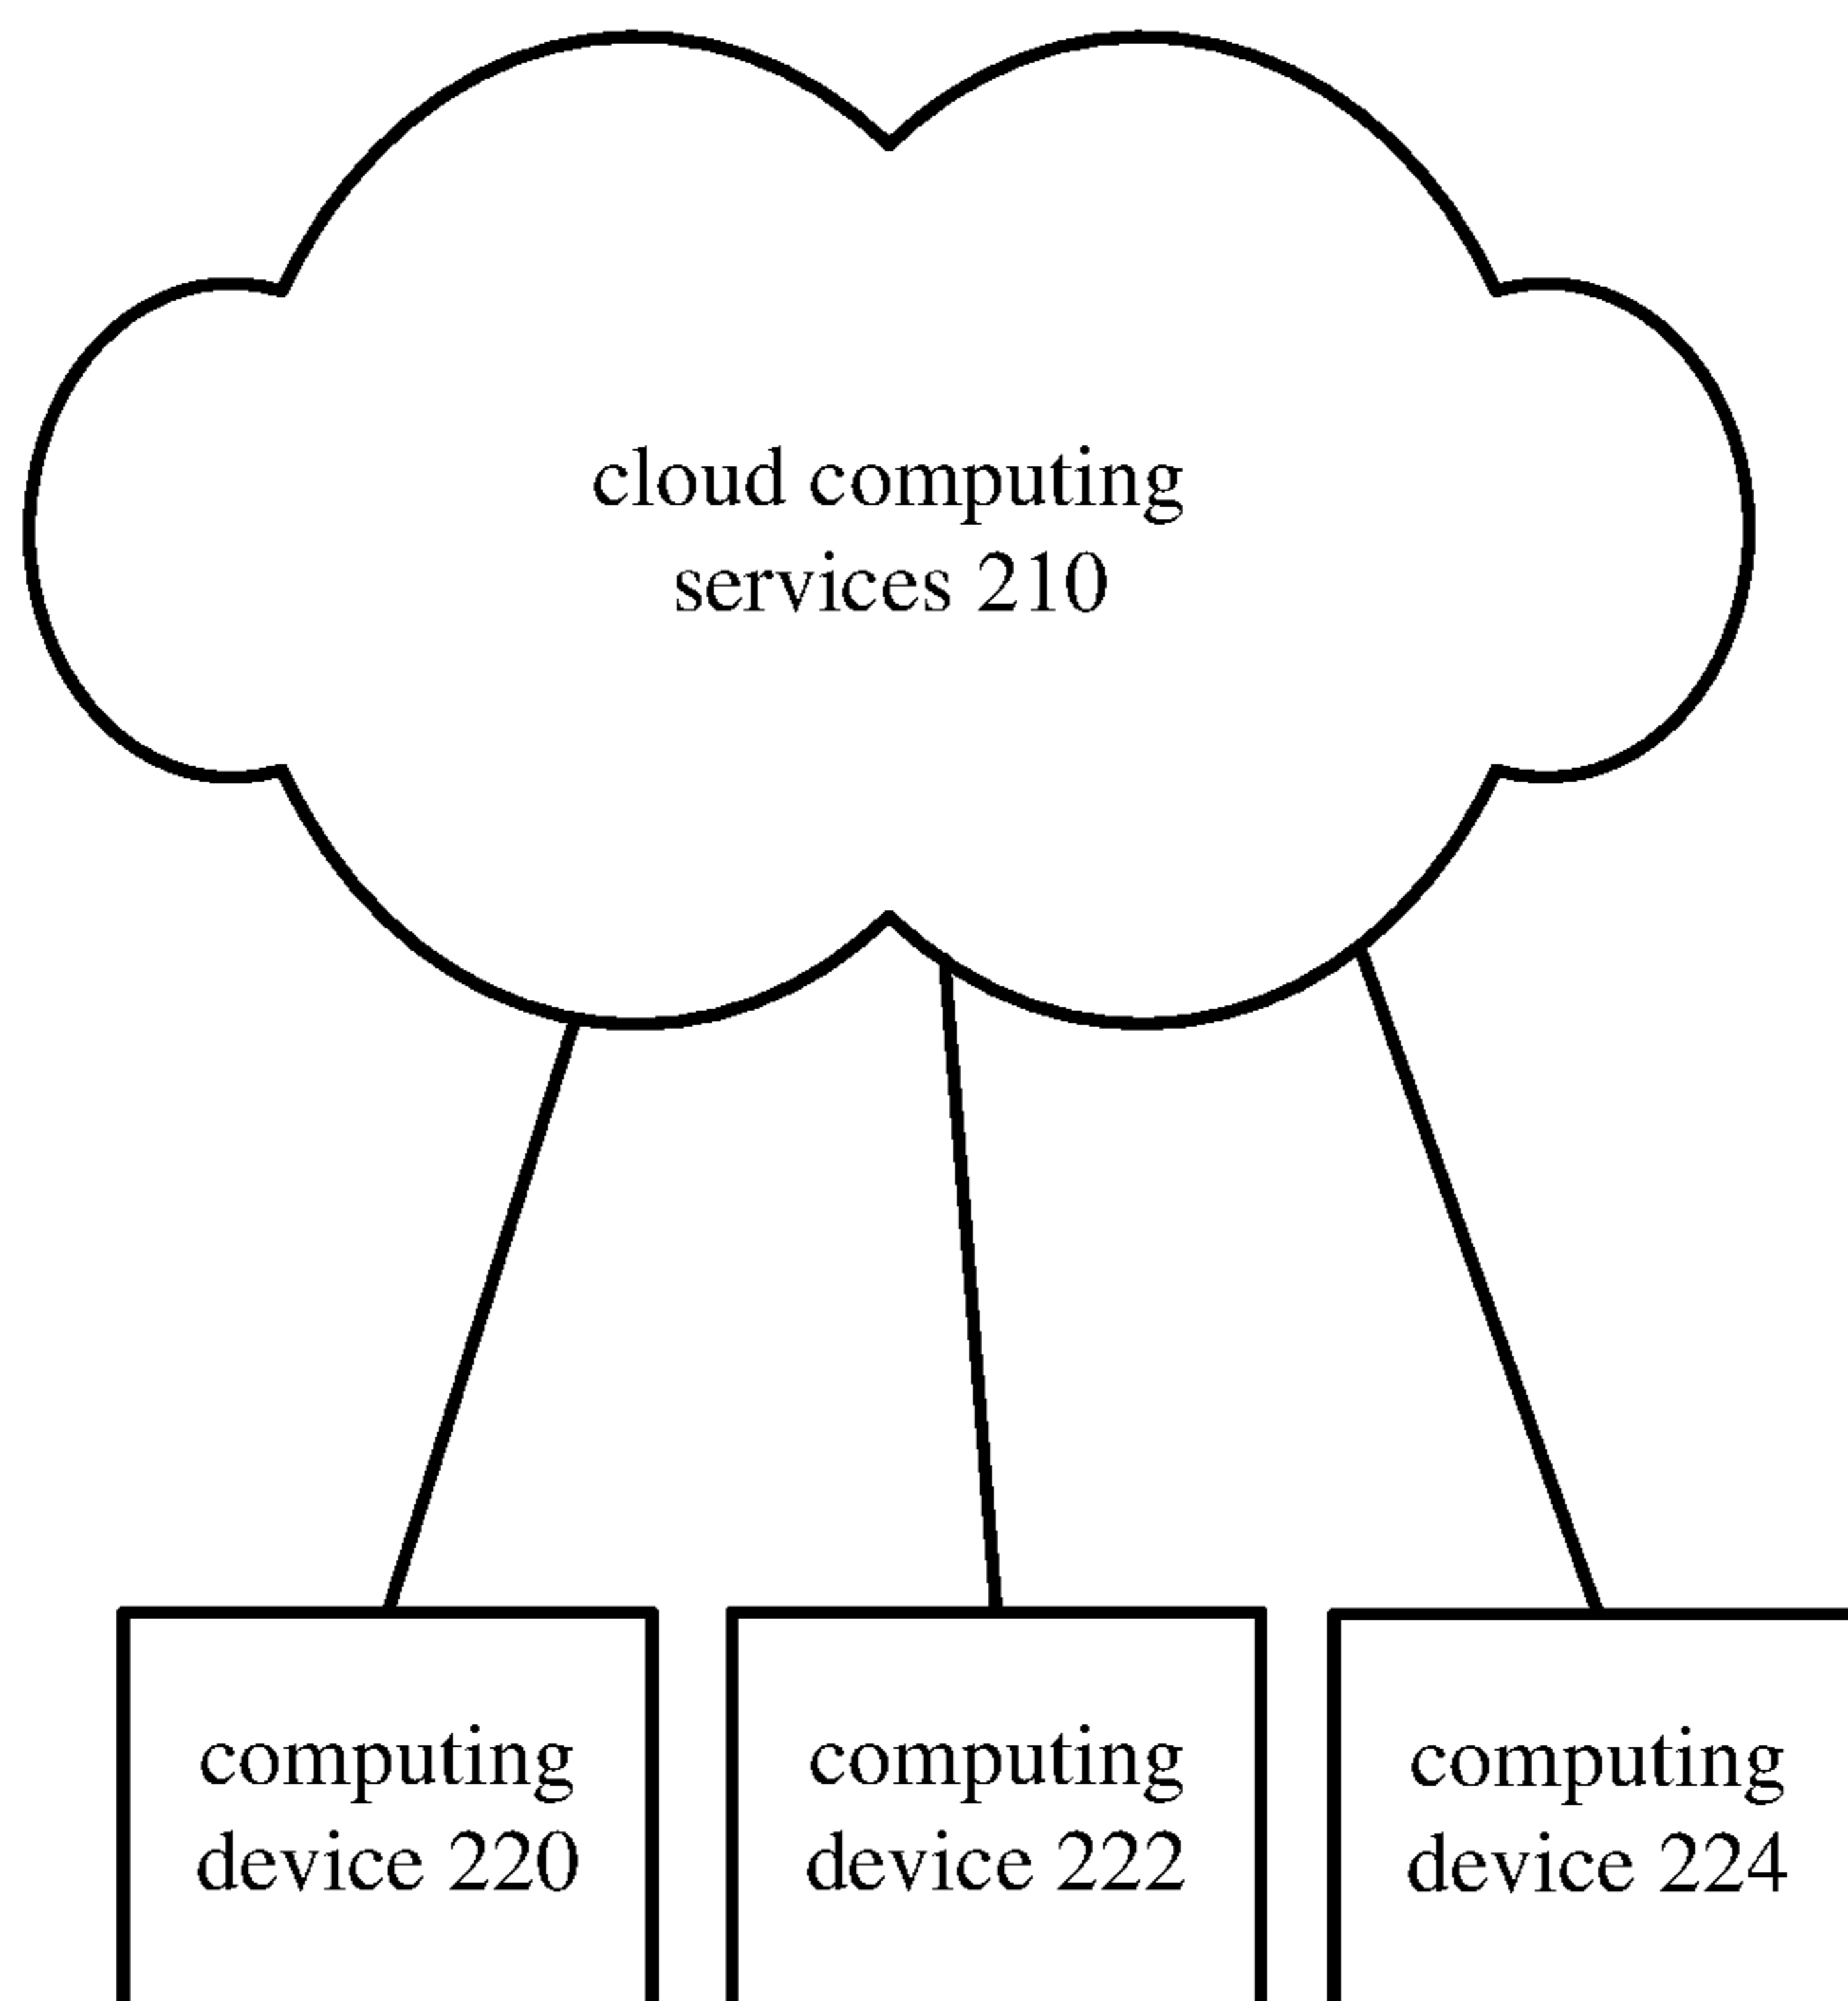 cloud computing
services 210
computing
device 220
computing
device 222
computing
device 224